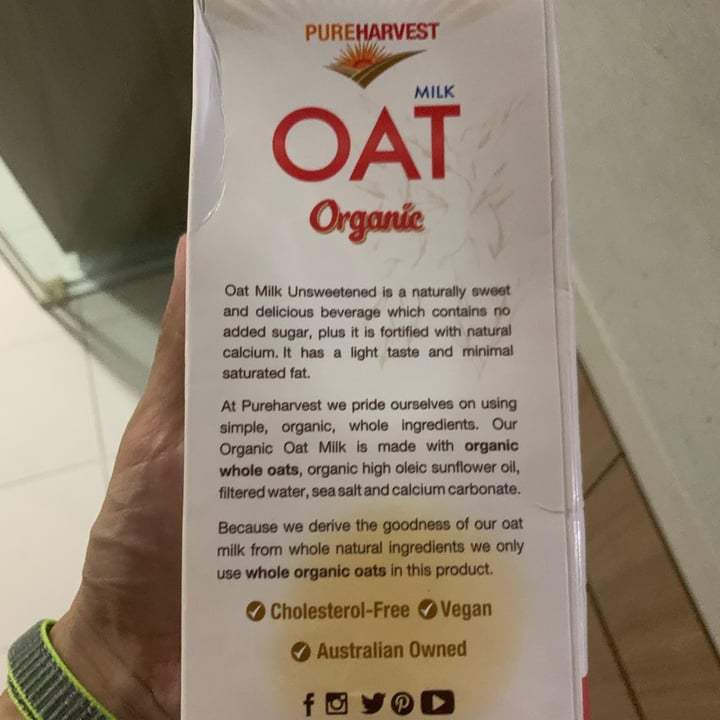 PUREHARVEST
MILK
OAT
Organic
Oat Milk Unsweetened is a naturally sweet
and delicious beverage which contains no
added sugar, plus it is fortified with natural
calcium. It has a light taste and minimal
saturated fat.
At Pureharvest we pride ourselves on using
simple, organic, whole ingredients. Our
Organic Oat Milk is made with organic
whole oats, organic high oleic sunflower oil,
filtered water, sea salt and calcium carbonate.
Because we derive the goodness of our oat
milk from whole natural ingredients we only
use whole organic oats in this product.
Cholesterol-Free Vegan
Australian Owned